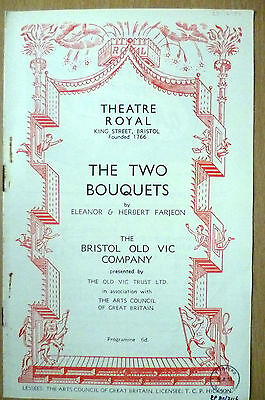 ROYAL
THEATRE
ROYAL
KING STREET, BRISTOL
Founded 1766
THE TWO
BOUQUETS
by
ELEANOR & HERBERT FARJEON
THE
BRISTOL OLD VIC
COMPANY
presented by
THE OLD VIC TRUST LTD.
in association with
THE ARTS COUNCIL
OF GREAT BRITAIN
Programme 6d.
LESSEES: THE ARTS COUNCIL OF GREAT BRITAIN, LICENSEE: T. C. P. HICKSON